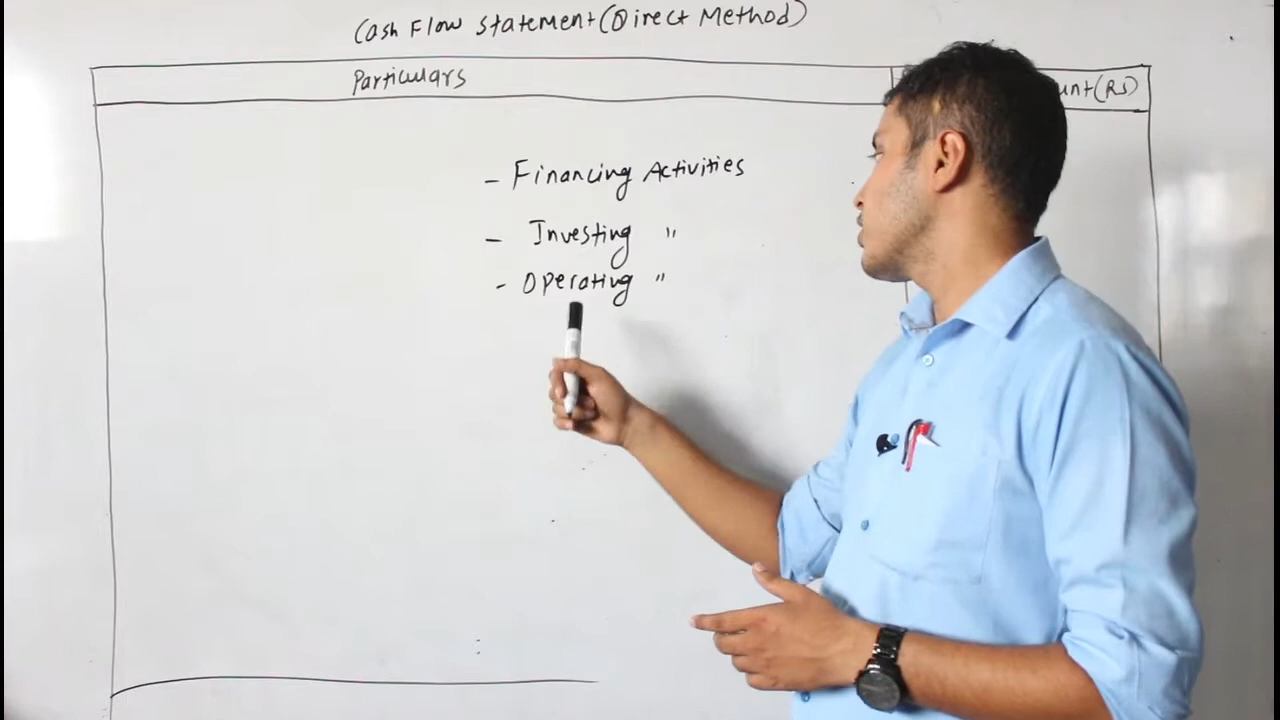 Cash Flow Statement (Direct Method)
Particulars
unt (Rs)
- Financing Activities
- Investing "
- Operating "